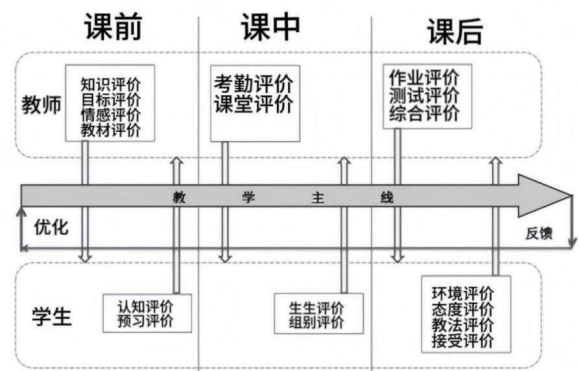 课前
课中
课后
教师
知识评价
目标评价
情感评价
教材评价
考勤评价
课堂评价
作业评价
测试评价
综合评价
教学主线
优化
反馈
学生
认知评价
预习评价
生生评价
组别评价
环境评价
态度评价
教法评价
接受评价